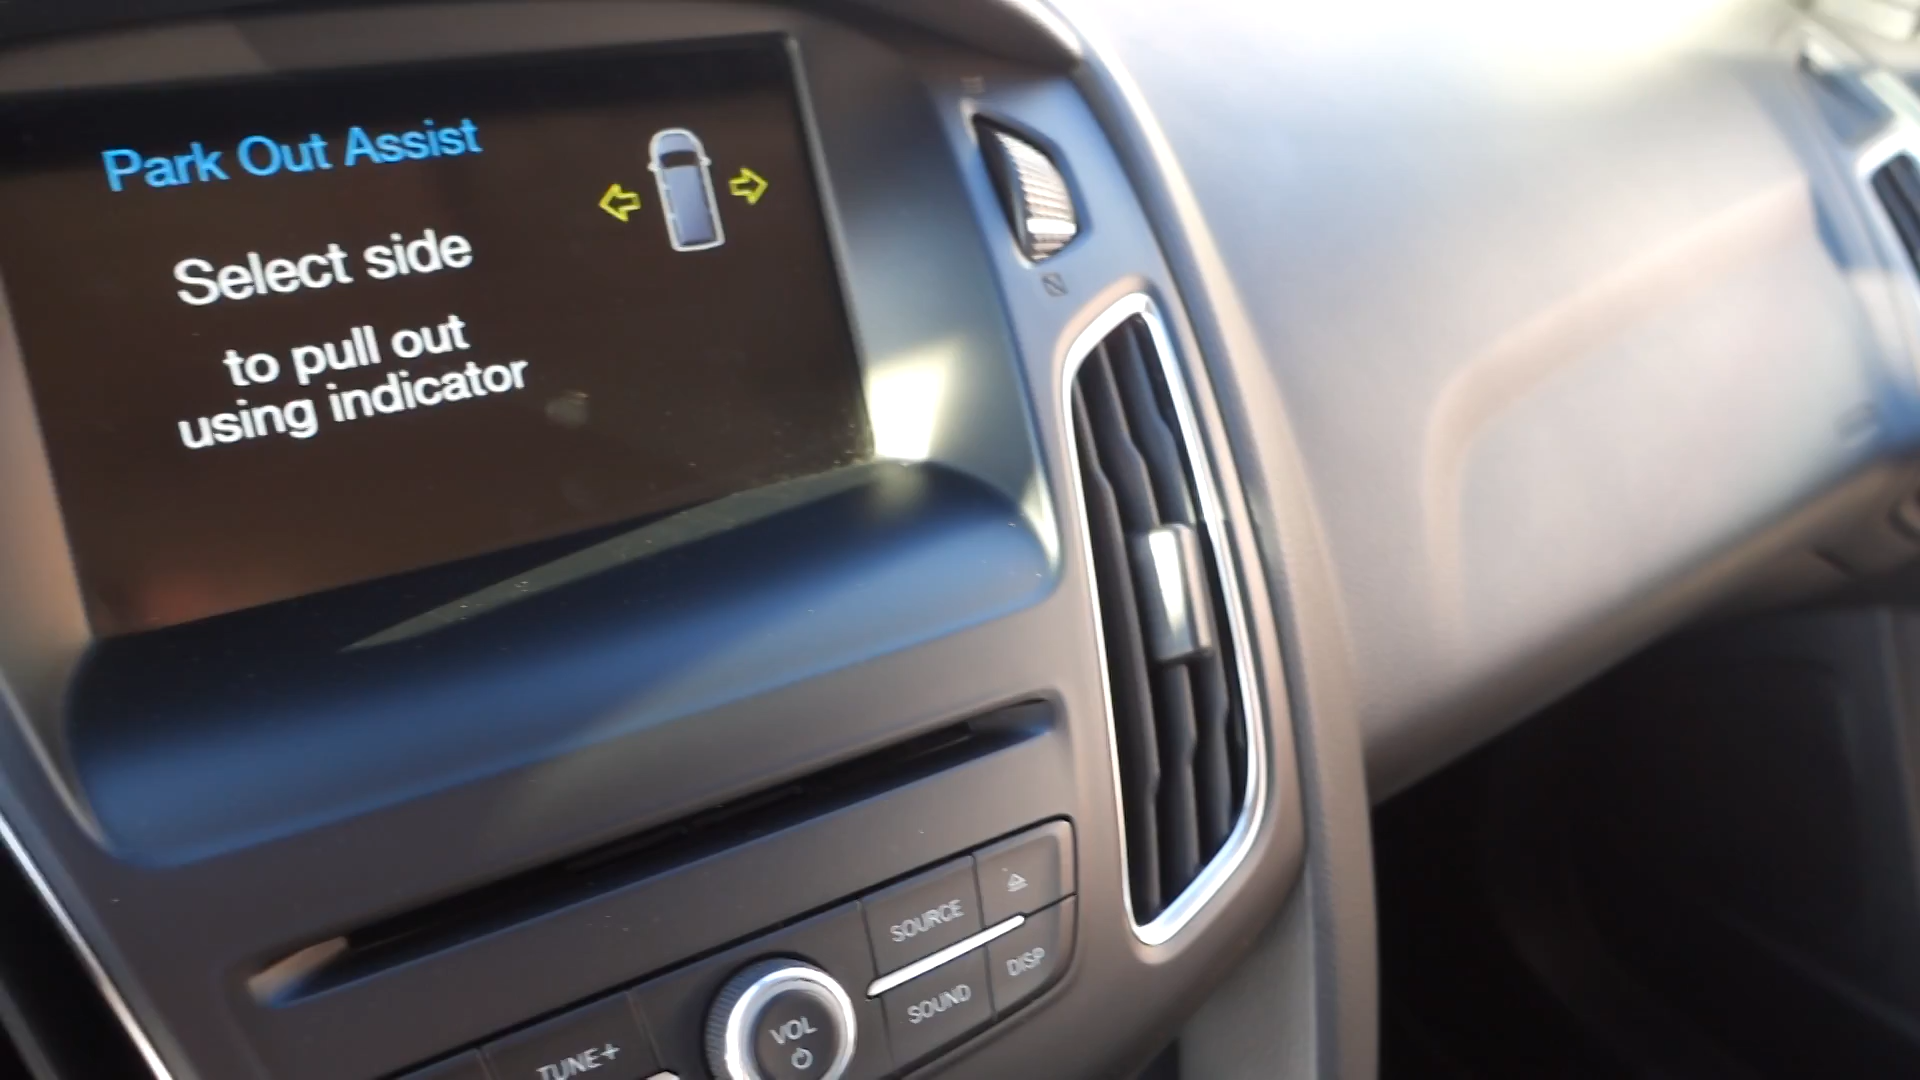 Park Out Assist
Select side
to pull out
using indicator
SOURCE
SOUND
DISP
VOL
TUNE+